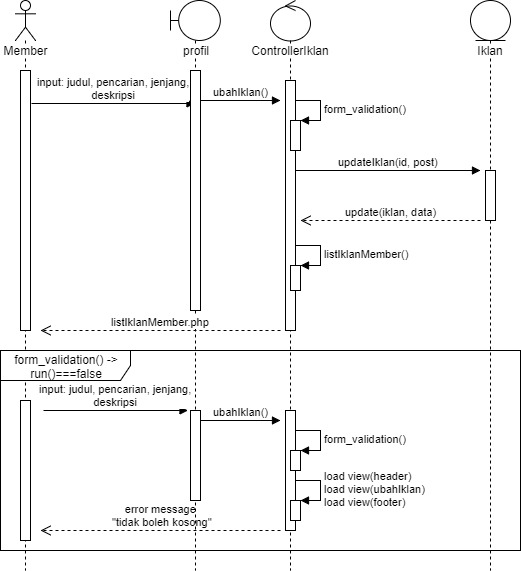 Member
profil
ControllerIklan
Iklan
input: judul, pencarian, jenjang,
deskripsi
ubahIklan()
form_validation()
updateIklan(id, post)
update(iklan, data)
listIklanMember()
listIklanMember.php
form_validation() ->
run()===false
input: judul, pencarian, jenjang,
deskripsi
ubahIklan()
form_validation()
load view(header)
load view(ubahIklan)
load view(footer)
error message
"tidak boleh kosong"